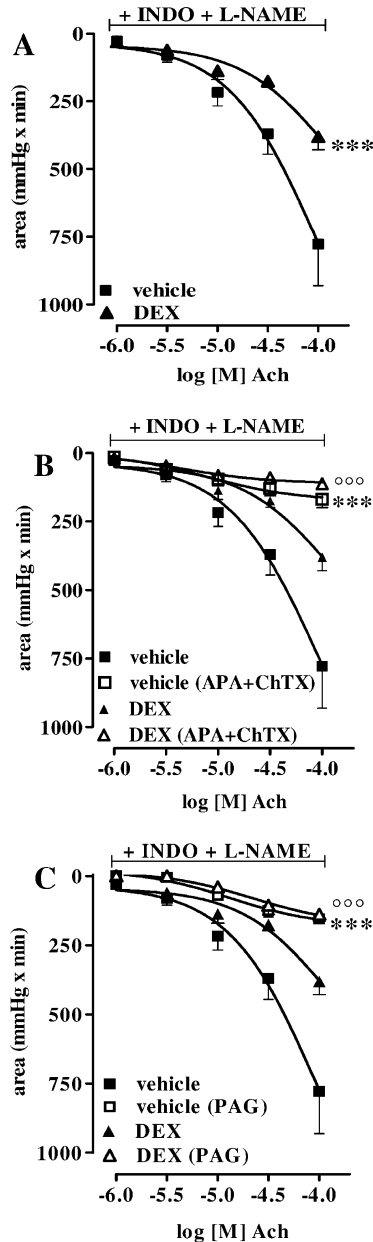 + INDO + L-NAME
A
0
250
500
750
1000
area (mmHg x min)
***
vehicle
DEX
-6.0 -5.5 -5.0 -4.5 -4.0
log [M] Ach
+ INDO + L-NAME
B
0
250
500
750
1000
area (mmHg x min)
°°°
***
vehicle
vehicle (APA+ChTX)
DEX
DEX (APA+ChTX)
-6.0 -5.5 -5.0 -4.5 -4.0
log [M] Ach
+ INDO + L-NAME
C
0
250
500
750
1000
area (mmHg x min)
°°°
***
vehicle
vehicle (PAG)
DEX
DEX (PAG)
-6.0 -5.5 -5.0 -4.5 -4.0
log [M] Ach